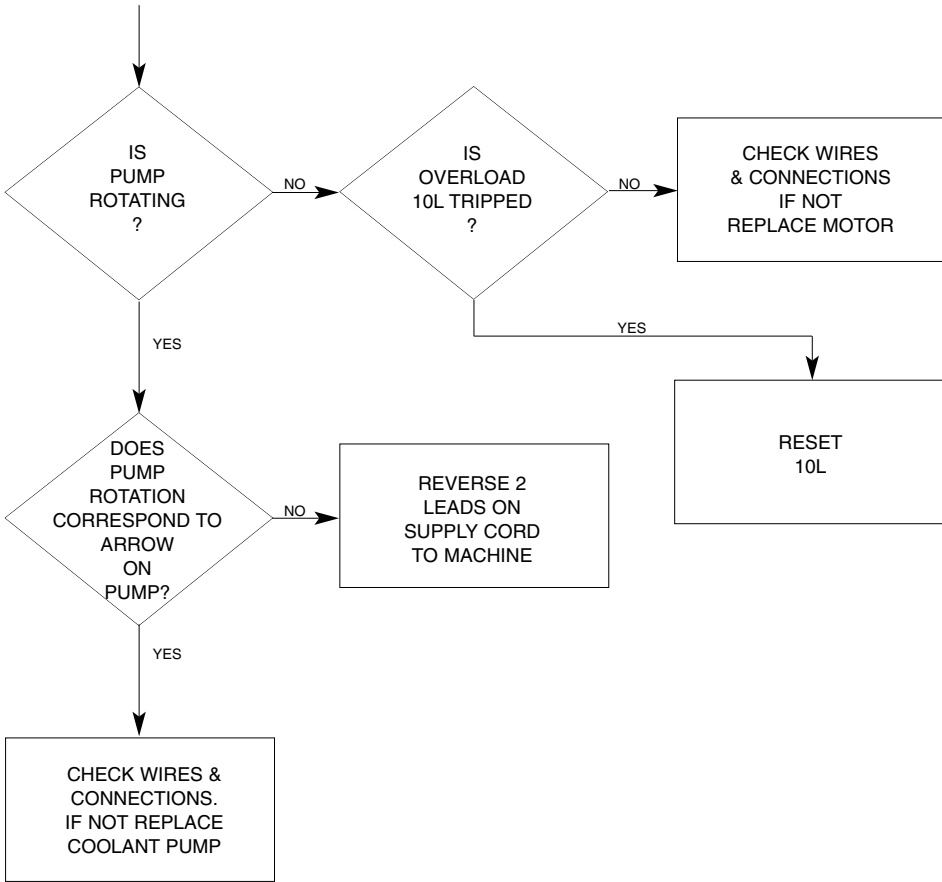 IS
PUMP
ROTATING
?
NO
IS
OVERLOAD
10L TRIPPED
?
NO
CHECK WIRES
& CONNECTIONS
IF NOT
REPLACE MOTOR
YES
YES
RESET
10L
DOES
PUMP
ROTATION
CORRESPOND TO
ARROW
ON
PUMP?
NO
REVERSE 2
LEADS ON
SUPPLY CORD
TO MACHINE
YES
CHECK WIRES &
CONNECTIONS.
IF NOT REPLACE
COOLANT PUMP